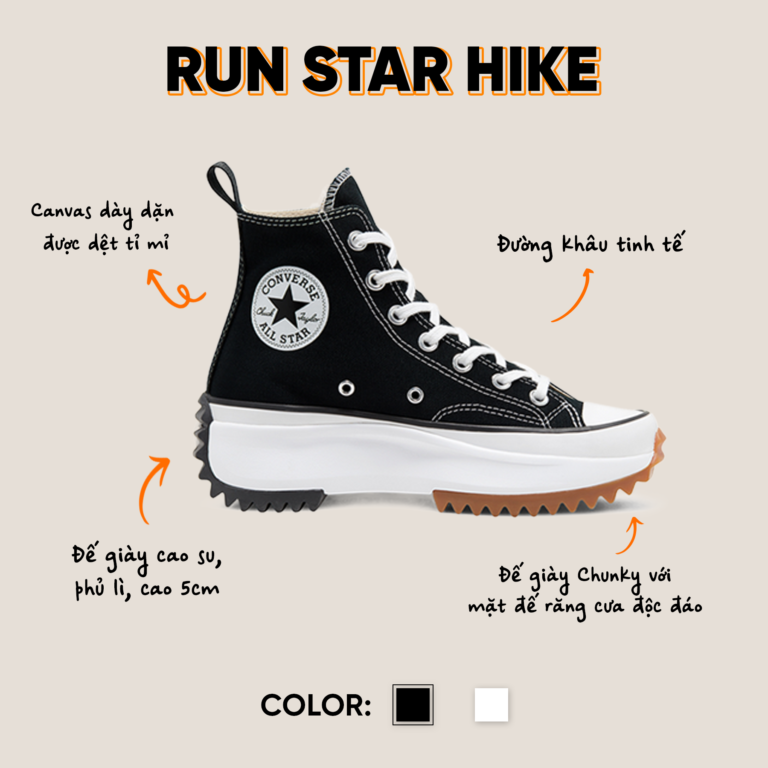 RUN STAR HIKE
Canvas dày dặn
được dệt tỉ mỉ
Đường khâu tinh tế
CONVERSE
Chuck Taylor
ALL STAR
Đế giày cao su,
phủ lì, cao 5cm
Đế giày Chunky với
mặt đế răng cưa độc đáo
COLOR: